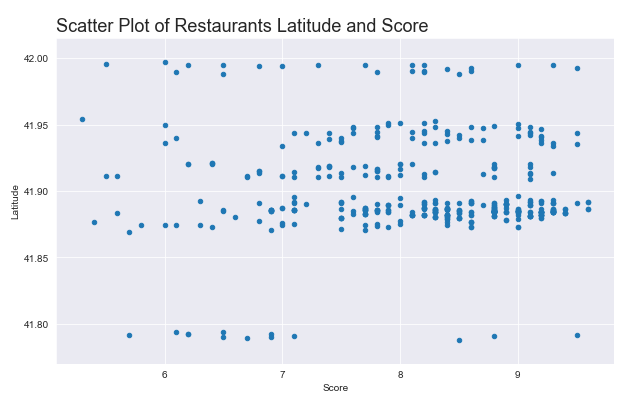 Scatter Plot of Restaurants Latitude and Score
42.00
41.95
41.90
41.85
41.80
Latitude
6 7 8 9
Score